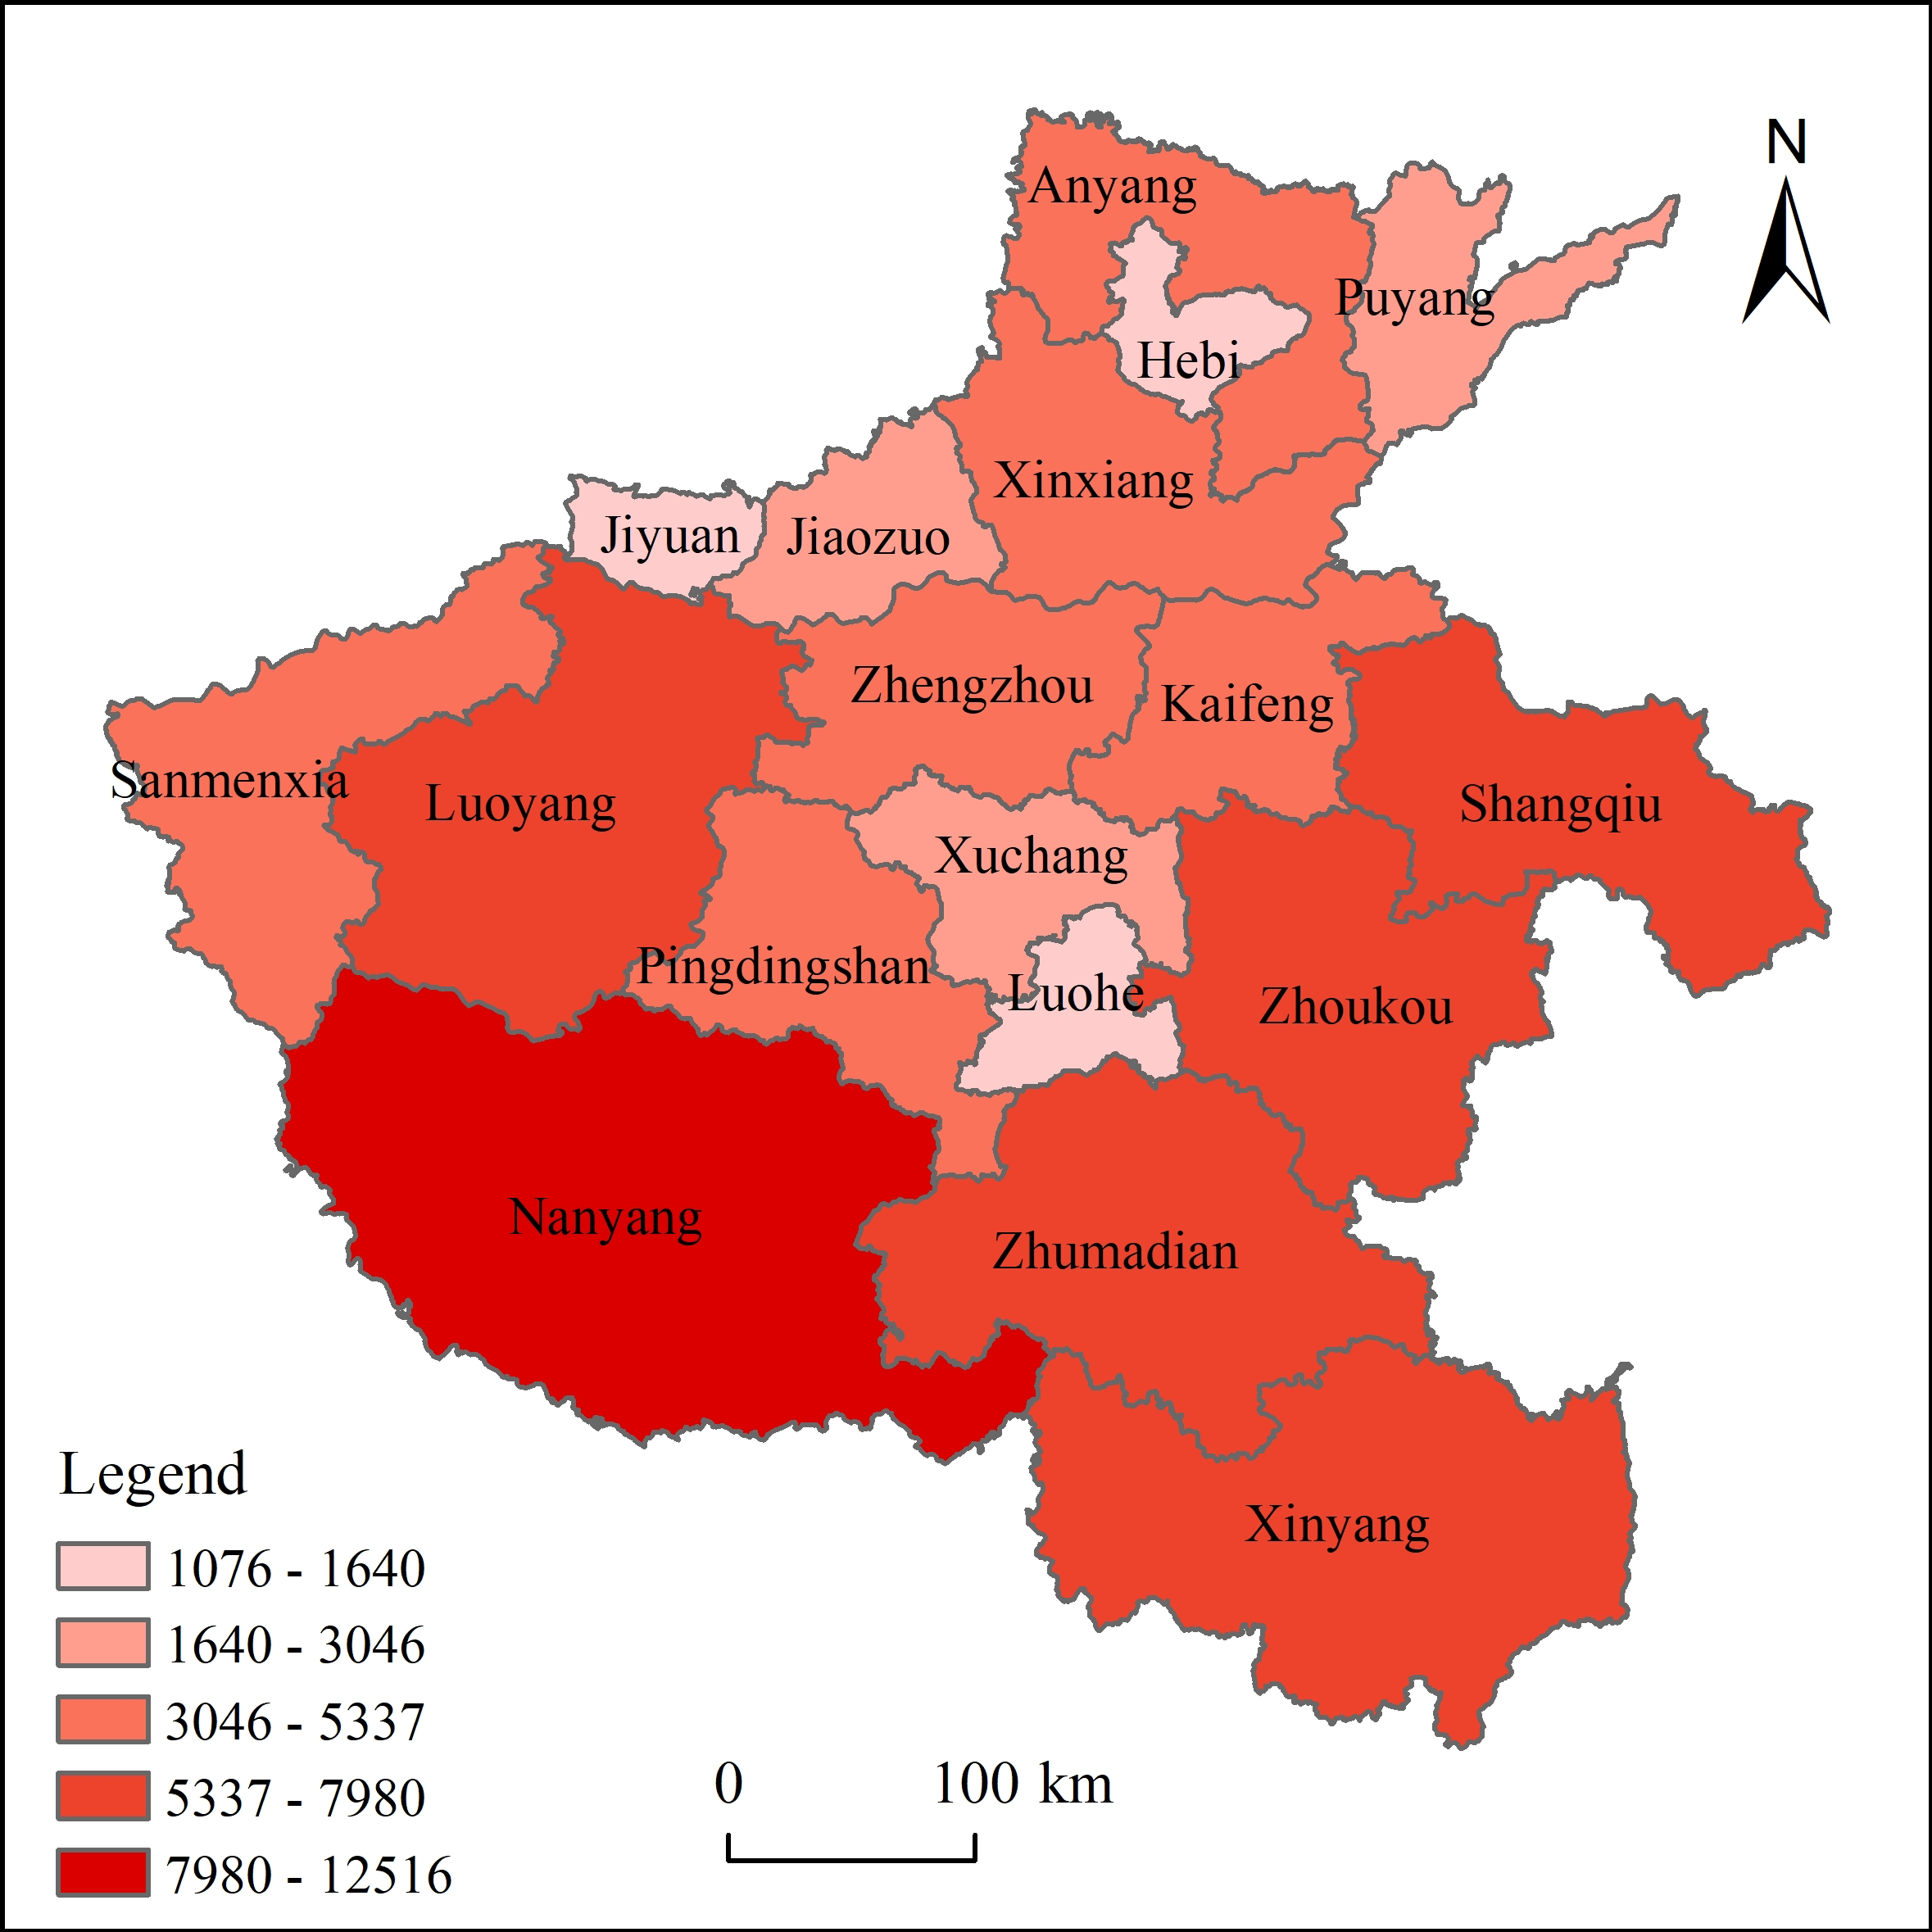 N
Anyang
Puyang
Hebi
Xinxiang
Jiyuan
Jiaozuo
Zhengzhou
Kaifeng
Sanmenxia
Luoyang
Shangqiu
Xuchang
Pingdingshan
Luohe
Zhoukou
Nanyang
Zhumadian
Xinyang
Legend
1076 - 1640
1640 - 3046
3046 - 5337
5337 - 7980
7980 - 12516
0 100 km